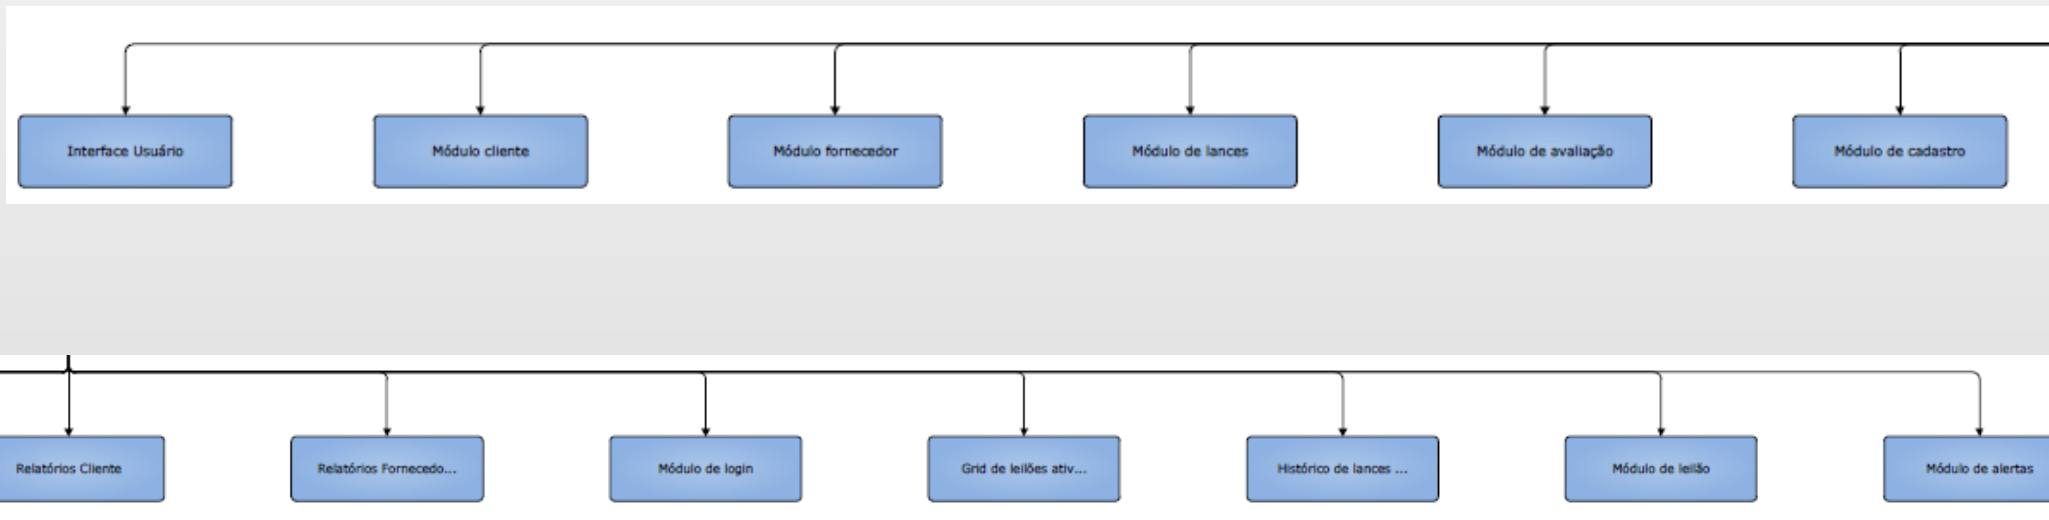 Interface Usuário
Módulo cliente
Módulo fornecedor
Módulo de lances
Módulo de avaliação
Módulo de cadastro
Relatórios Cliente
Relatórios Fornecedo...
Módulo de login
Grid de leilões ativ...
Histórico de lances ...
Módulo de leilão
Módulo de alertas